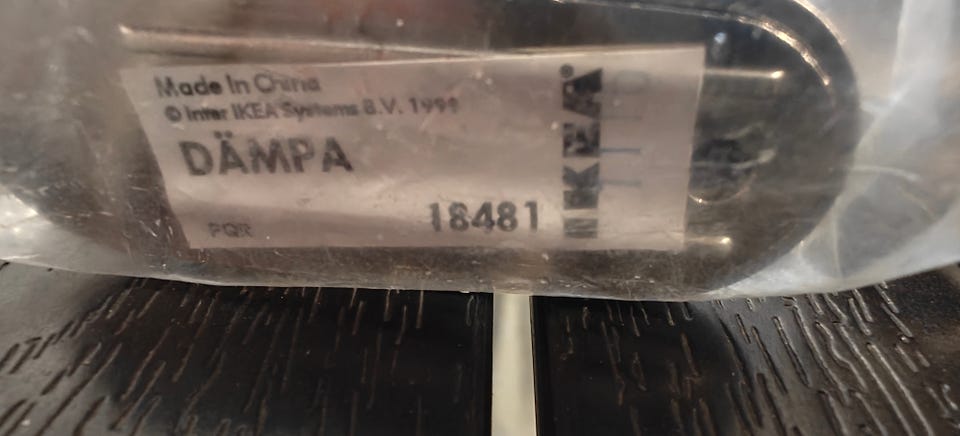 Made In China
© Inter IKEA Systems B.V. 1999
DÄMPA
18481
PQR
IKEA®